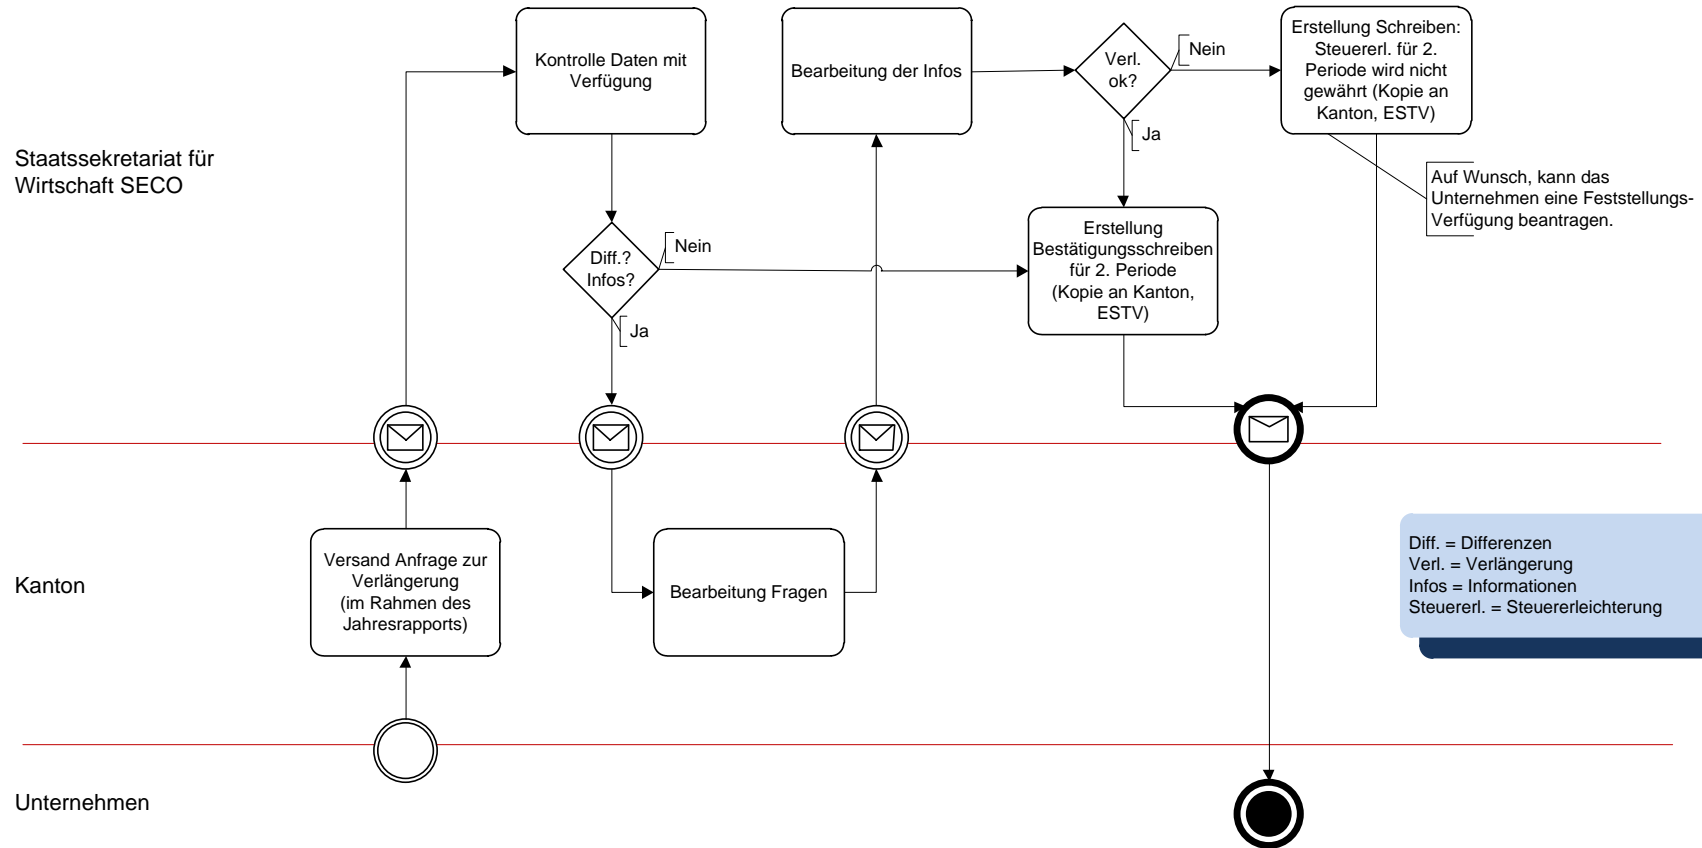 Kontrolle Daten mit
Verfügung
Bearbeitung der Infos
Verl.
ok?
Nein
Ja
Erstellung Schreiben:
Steuererl. für 2.
Periode wird nicht
gewährt (Kopie an
Kanton, ESTV)
Staatssekretariat für
Wirtschaft SECO
Auf Wunsch, kann das
Unternehmen eine Feststellungs-
Verfügung beantragen.
Diff.?
Infos?
Nein
Ja
Erstellung
Bestätigungsschreiben
für 2. Periode
(Kopie an Kanton,
ESTV)
Kanton
Versand Anfrage zur
Verlängerung
(im Rahmen des
Jahresrapports)
Bearbeitung Fragen
Diff. = Differenzen
Verl. = Verlängerung
Infos = Informationen
Steuererl. = Steuererleichterung
Unternehmen